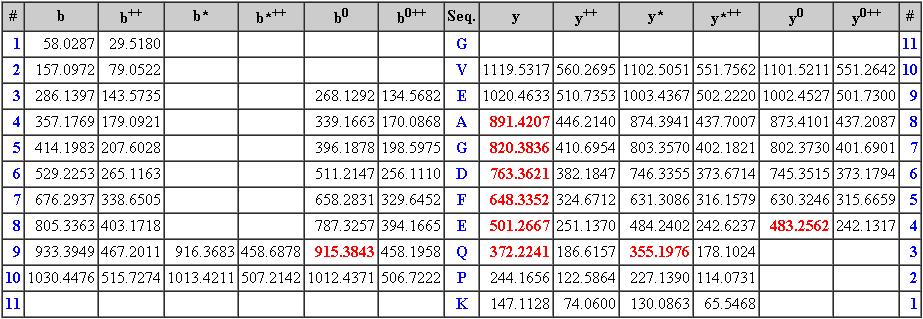 # b b++ b* b*++ b0 b0++ Seq. y y++ y* y*++ y0 y0++ #
1 58.0287 29.5180 G 11
2 157.0972 79.0522 V 1119.5317 560.2695 1102.5051 551.7562 1101.5211 551.2642 10
3 286.1397 143.5735 268.1292 134.5682 E 1020.4633 510.7353 1003.4367 502.2220 1002.4527 501.7300 9
4 357.1769 179.0921 339.1663 170.0868 A 891.4207 446.2140 874.3941 437.7007 873.4101 437.2087 8
5 414.1983 207.6028 396.1878 198.5975 G 820.3836 410.6954 803.3570 402.1821 802.3730 401.6901 7
6 529.2253 265.1163 511.2147 256.1110 D 763.3621 382.1847 746.3355 373.6714 745.3515 373.1794 6
7 676.2937 338.6505 658.2831 329.6452 F 648.3352 324.6712 631.3086 316.1579 630.3246 315.6659 5
8 805.3363 403.1718 787.3257 394.1665 E 501.2667 251.1370 484.2402 242.6237 483.2562 242.1317 4
9 933.3949 467.2011 916.3683 458.6878 915.3843 458.1958 Q 372.2241 186.6157 355.1976 178.1024 3
10 1030.4476 515.7274 1013.4211 507.2142 1012.4371 506.7222 P 244.1656 122.5864 227.1390 114.0731 2
11 K 147.1128 74.0600 130.0863 65.5468 1